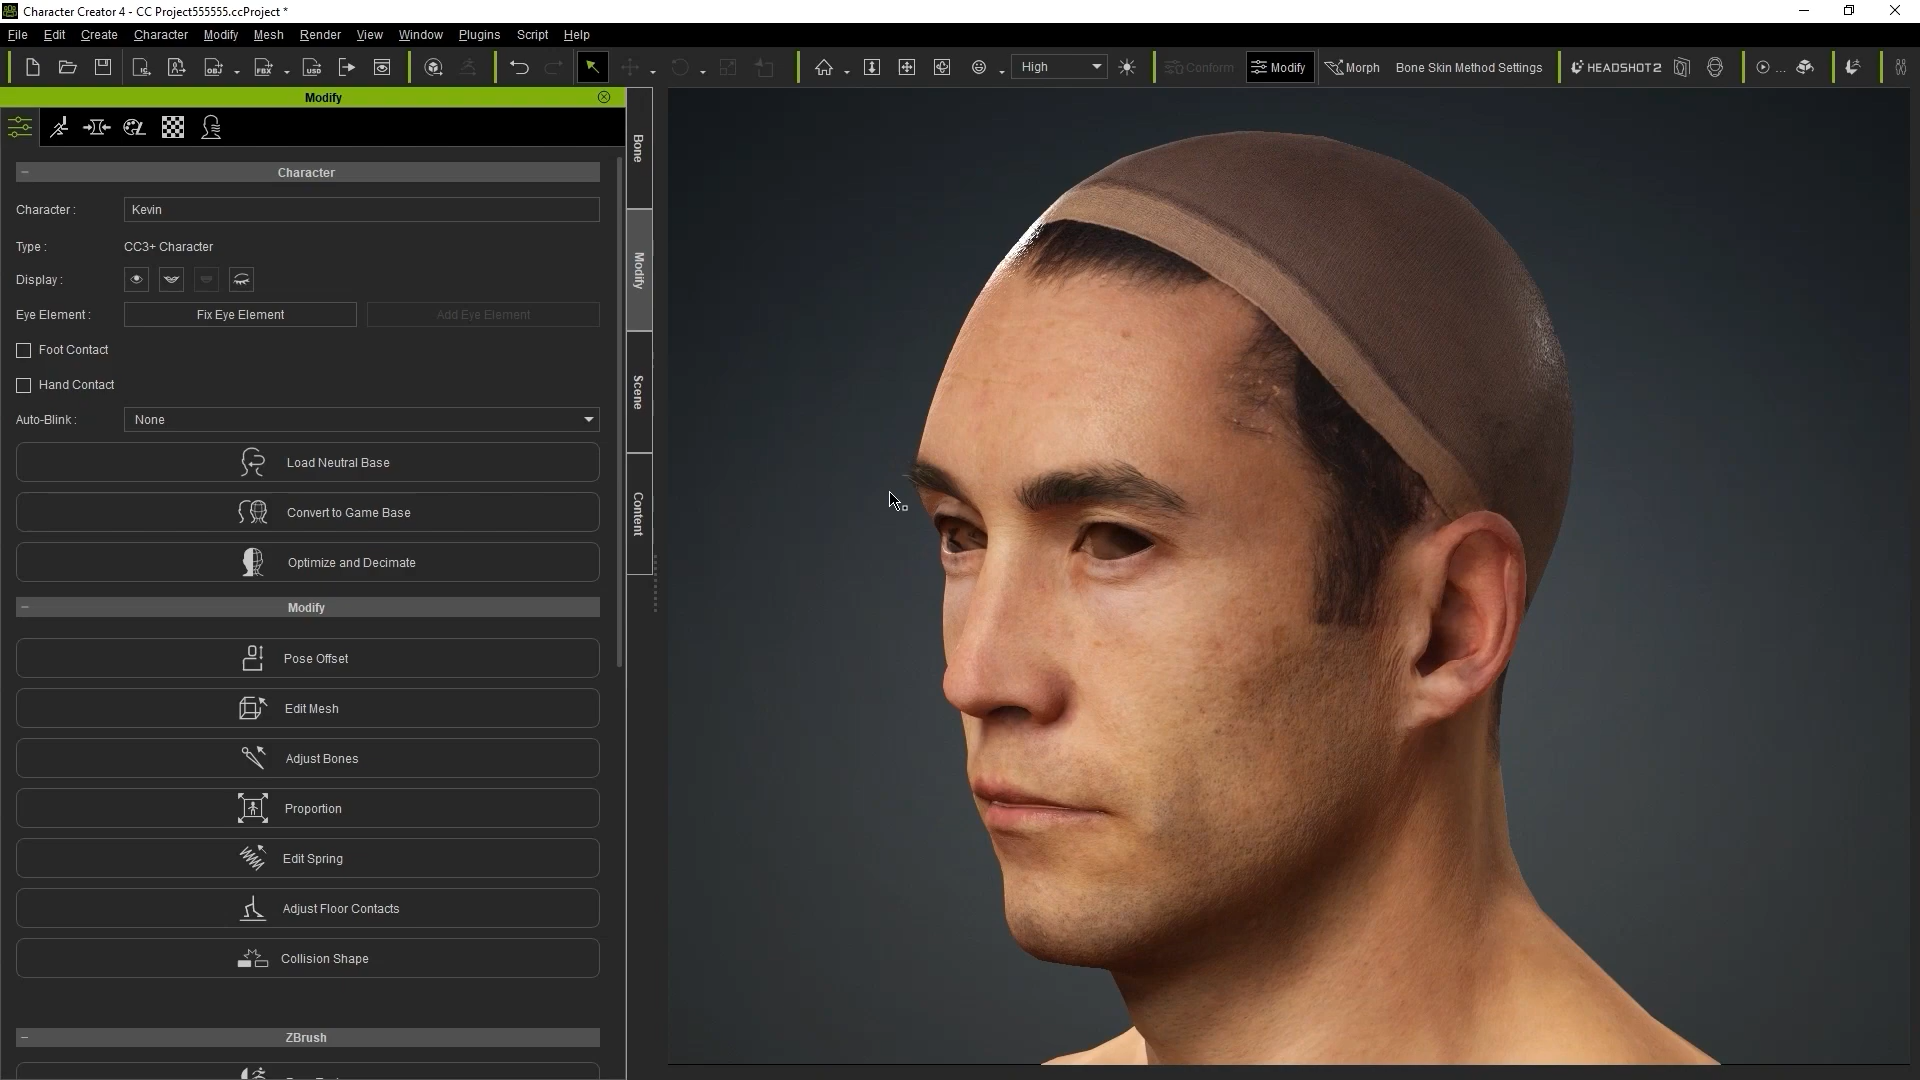 Character Creator 4 - CC Project555555.ccProject *
File Edit Create Character Modify Mesh Render View Window Plugins Script Help
High Conform Modify Morph Bone Skin Method Settings HEADSHOT 2 ...
Modify
Character
Character : Kevin
Type : CC3+ Character
Display :
Eye Element : Fix Eye Element Add Eye Element
Foot Contact
Hand Contact
Auto-Blink : None
Load Neutral Base
Convert to Game Base
Optimize and Decimate
Modify
Pose Offset
Edit Mesh
Adjust Bones
Proportion
Edit Spring
Adjust Floor Contacts
Collision Shape
ZBrush
Bone
Modify
Scene
Content